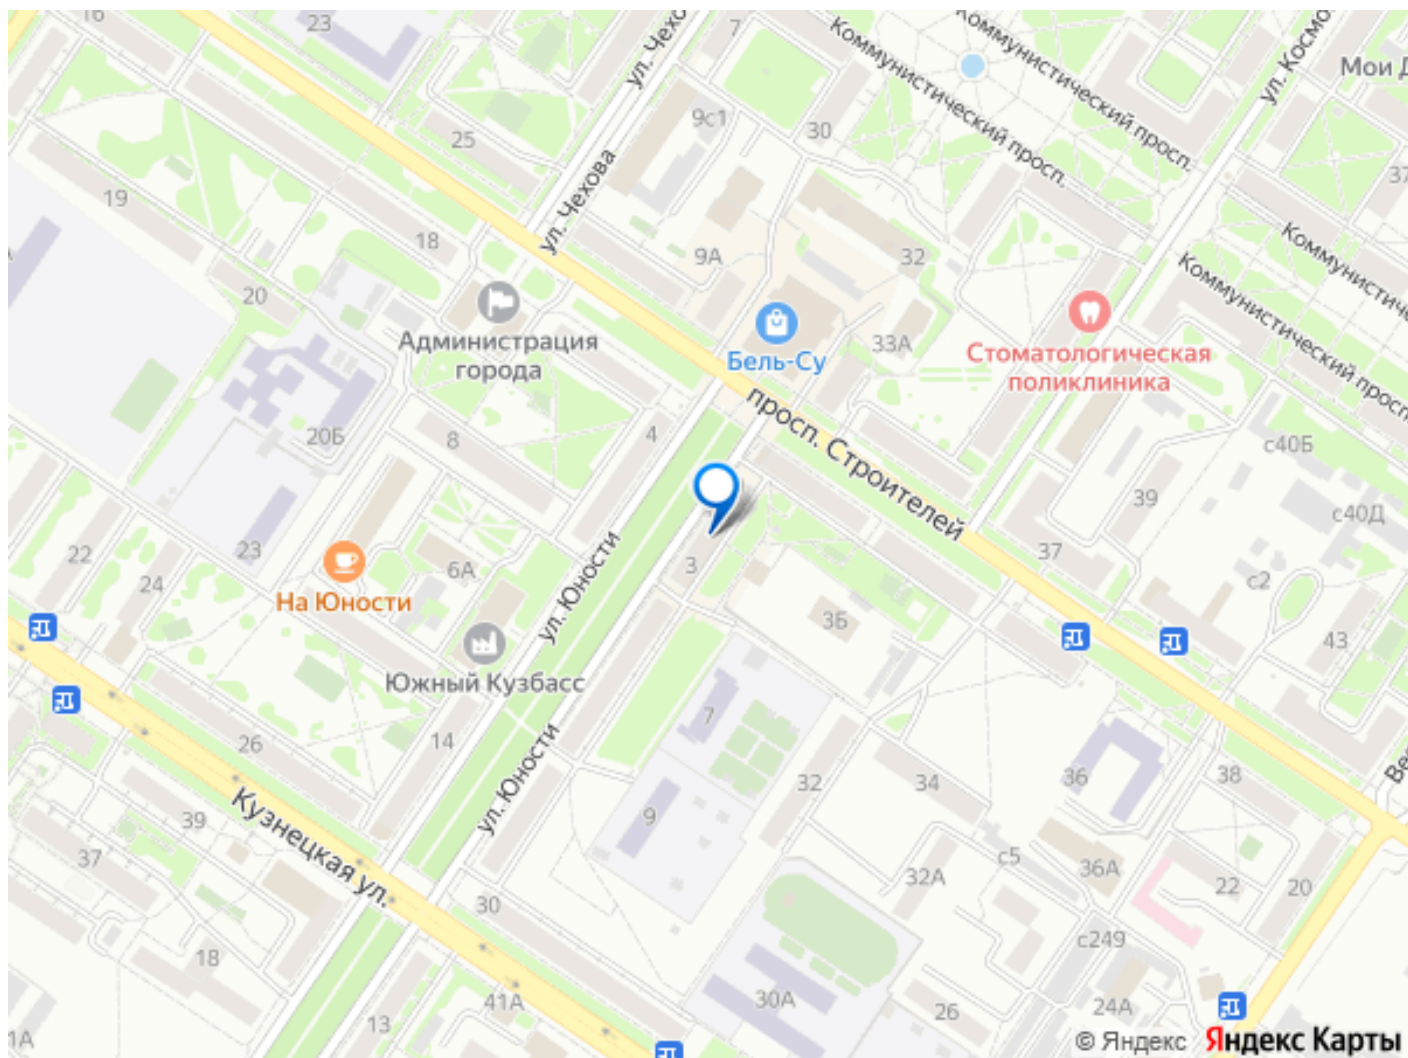 16
23
7
ул. Чехо
Коммунистический просп.
Коммунистический просп.
ул. Космо
Мои Д
9с1
30
25
ул. Чехова
37
19
18
9А
32
20
Коммунистичес
Коммунистический просп.
Администрация
города
Бель-Су
33А
Стоматологическая
поликлиника
просп. Строителей
20Б
8
4
с40Б
39
с40Д
22
24
23
На Юности
6А
ул. Юности
3
3Б
37
с2
43
Южный Кузбасс
7
26
14
ул. Юности
32
34
36
38
Ве
Кузнецкая ул.
39
37
9
с5
32А
36А
22
20
30
18
с249
1А
13
41А
30А
26
24А
© Яндекс Яндекс Карты